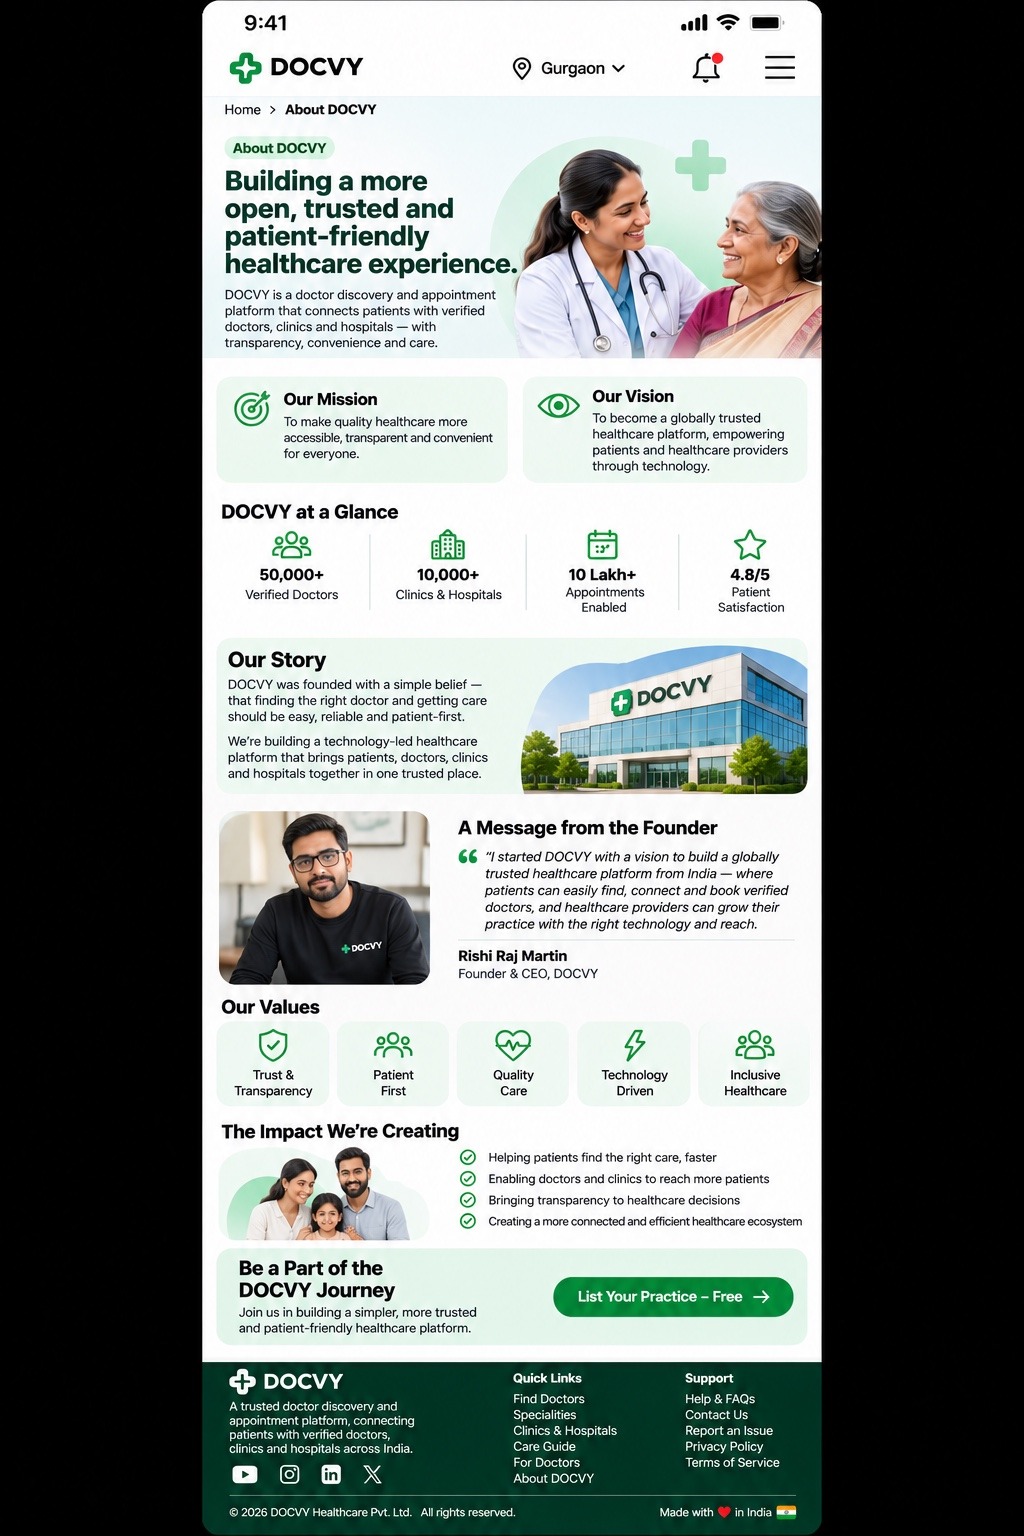 9:41
DOCVY
Gurgaon
Home > About DOCVY
About DOCVY
Building a more
open, trusted and
patient-friendly
healthcare experience.
DOCVY is a doctor discovery and appointment
platform that connects patients with verified
doctors, clinics and hospitals — with
transparency, convenience and care.
Our Mission
To make quality healthcare more
accessible, transparent and convenient
for everyone.
Our Vision
To become a globally trusted
healthcare platform, empowering
patients and healthcare providers
through technology.
DOCVY at a Glance
50,000+
Verified Doctors
10,000+
Clinics & Hospitals
10 Lakh+
Appointments
Enabled
4.8/5
Patient
Satisfaction
Our Story
DOCVY was founded with a simple belief —
that finding the right doctor and getting care
should be easy, reliable and patient-first.
We're building a technology-led healthcare
platform that brings patients, doctors, clinics
and hospitals together in one trusted place.
DOCVY
DOCVY
A Message from the Founder
“I started DOCVY with a vision to build a globally
trusted healthcare platform from India — where
patients can easily find, connect and book verified
doctors, and healthcare providers can grow their
practice with the right technology and reach.
Rishi Raj Martin
Founder & CEO, DOCVY
Our Values
Trust &
Transparency
Patient
First
Quality
Care
Technology
Driven
Inclusive
Healthcare
The Impact We're Creating
Helping patients find the right care, faster
Enabling doctors and clinics to reach more patients
Bringing transparency to healthcare decisions
Creating a more connected and efficient healthcare ecosystem
Be a Part of the
DOCVY Journey
Join us in building a simpler, more trusted
and patient-friendly healthcare platform.
List Your Practice – Free →
DOCVY
A trusted doctor discovery and
appointment platform, connecting
patients with verified doctors,
clinics and hospitals across India.
Quick Links
Find Doctors
Specialities
Clinics & Hospitals
Care Guide
For Doctors
About DOCVY
Support
Help & FAQs
Contact Us
Report an Issue
Privacy Policy
Terms of Service
© 2026 DOCVY Healthcare Pvt. Ltd. All rights reserved.
Made with ❤️ in India 🇮🇳